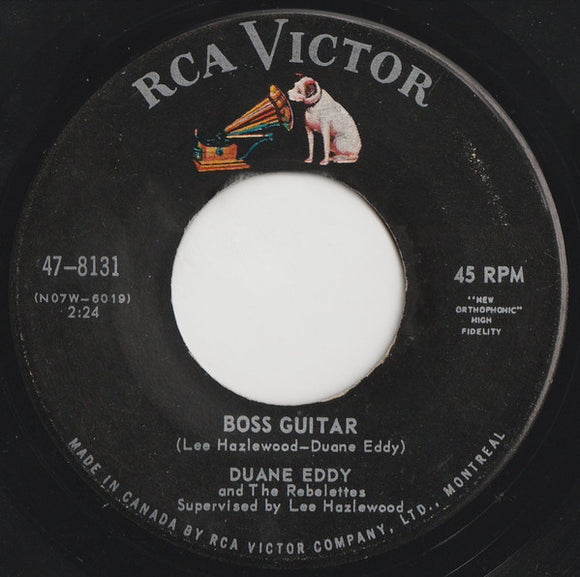 RCA VICTOR
47-8131
(N07W-6019)
2:24
45 RPM
"NEW
ORTHOPHONIC"
HIGH
FIDELITY
BOSS GUITAR
(Lee Hazlewood-Duane Eddy)
DUANE EDDY
and The Rebelettes
Supervised by Lee Hazlewood
MADE IN CANADA BY RCA VICTOR COMPANY, LTD., MONTREAL